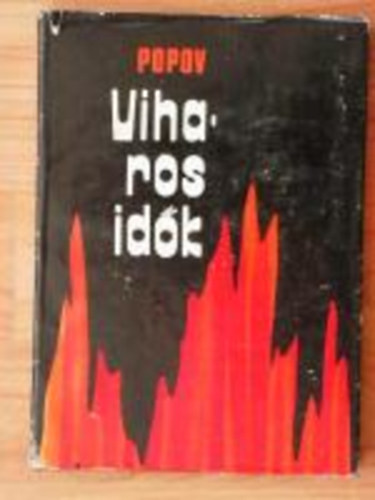 POPOV
Viha-
ros
idők